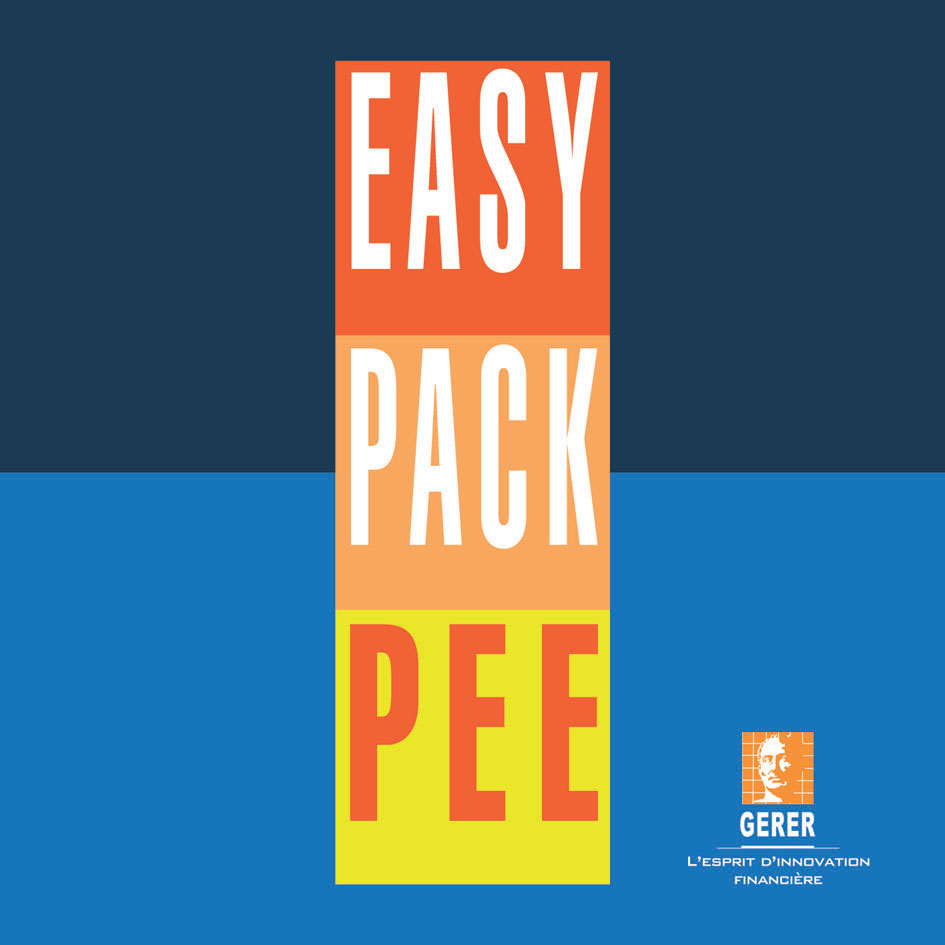 EASY
PACK
PEE
GERER
L'ESPRIT D'INNOVATION
FINANCIÈRE